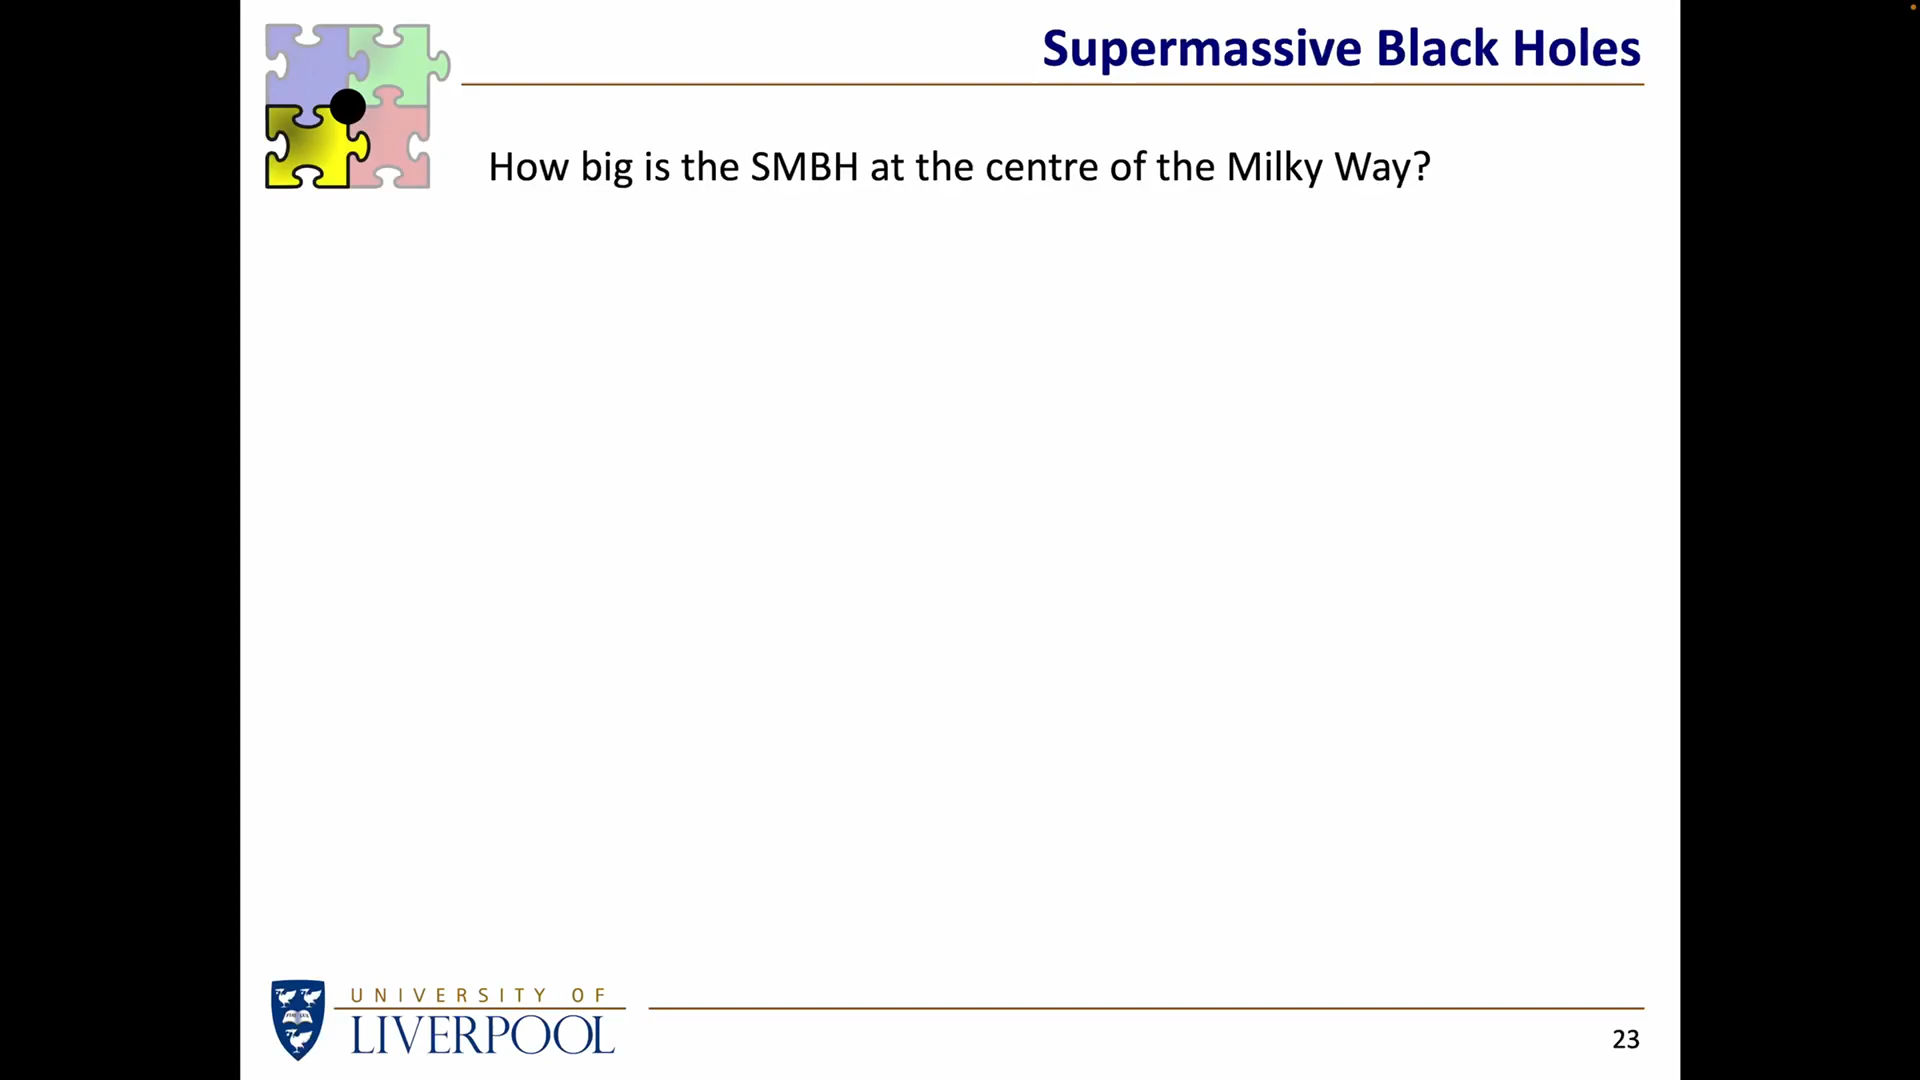 Supermassive Black Holes
How big is the SMBH at the centre of the Milky Way?
UNIVERSITY OF
LIVERPOOL
23